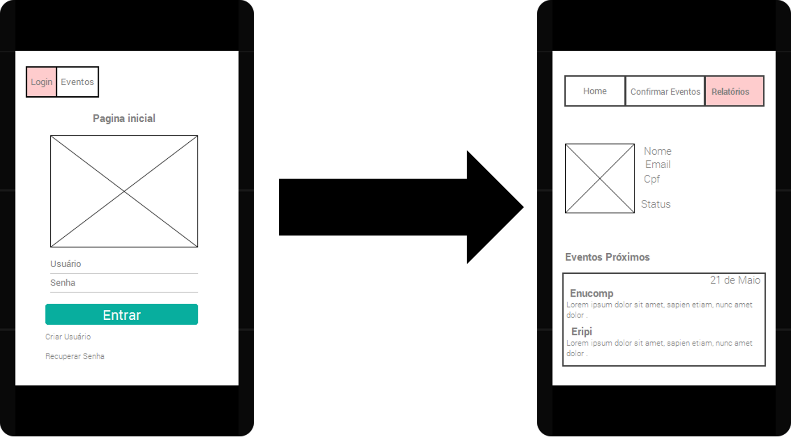 Login Eventos
Pagina inicial
Usuário
Senha
Entrar
Criar Usuário
Recuperar Senha
Home Confirmar Eventos Relatórios
Nome
Email
Cpf
Status
Eventos Próximos
21 de Maio
Enucomp
Lorem ipsum dolor sit amet, sapien etiam, nunc amet
dolor .
Eripi
Lorem ipsum dolor sit amet, sapien etiam, nunc amet
dolor .